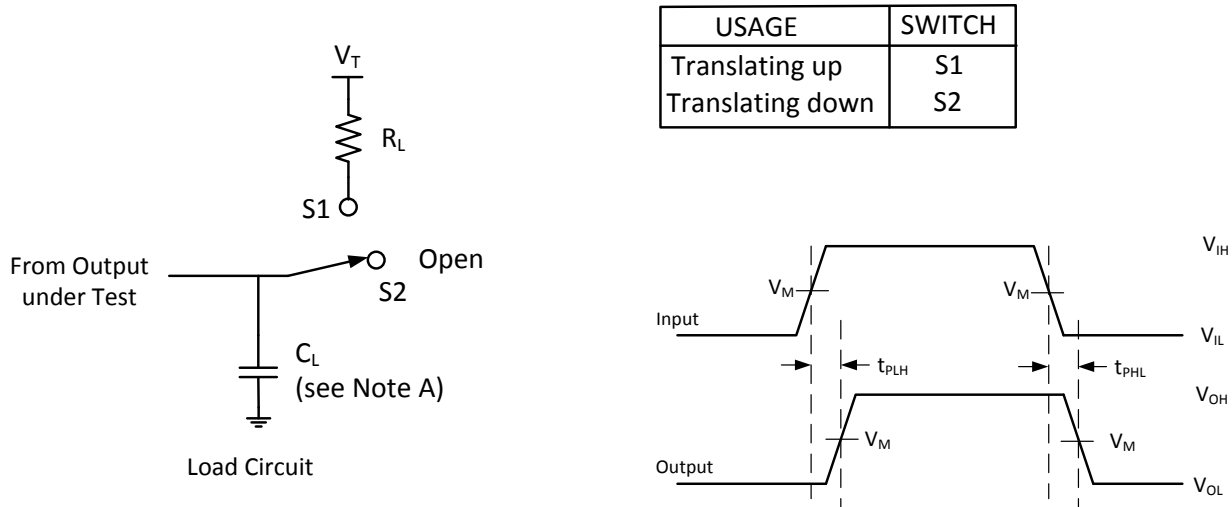 V_T
R_L
S1
From Output
under Test
Open
S2
C_L
(see Note A)
Load Circuit
USAGE SWITCH
Translating up S1
Translating down S2
V_IH
V_M V_M
Input
V_IL
t_PLH t_PHL
V_OH
V_M V_M
Output
V_OL